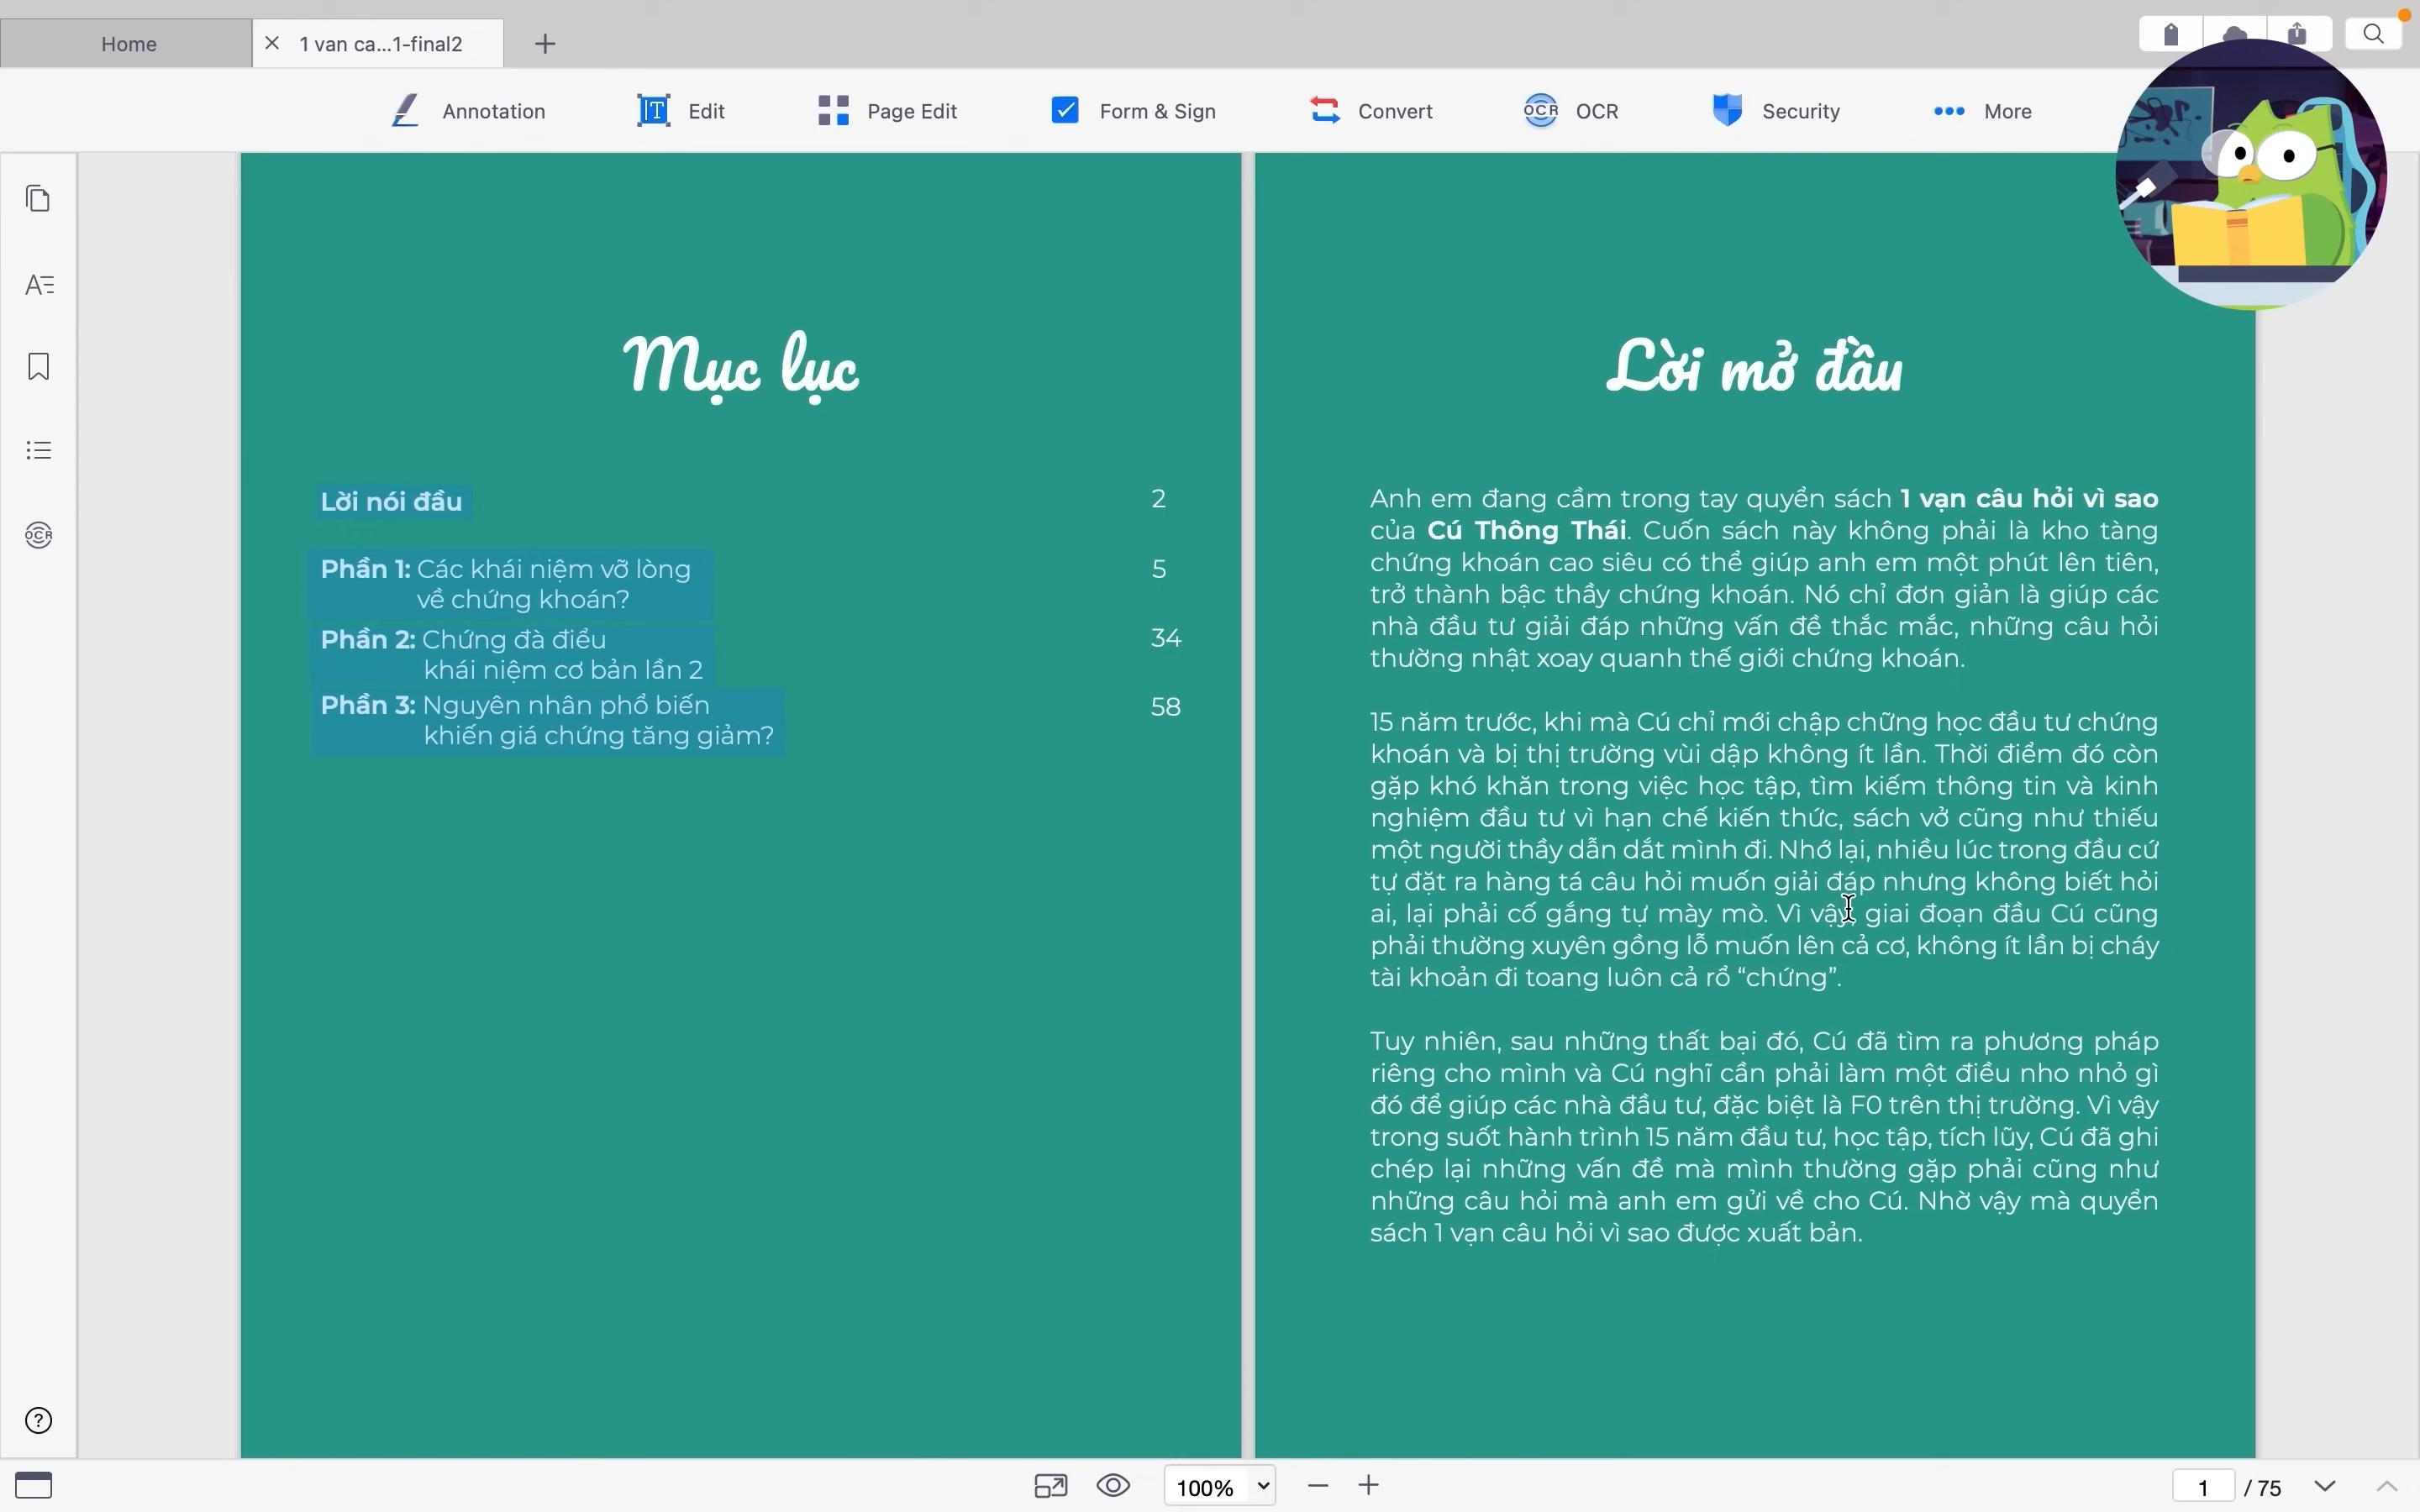 Home
1 van ca...1-final2
Annotation
Edit
Page Edit
Form & Sign
Convert
OCR
OCR
Security
More
Mục lục
Lời nói đầu 2
Phần 1: Các khái niệm vỡ lòng 5
về chứng khoán?
Phần 2: Chứng đà điểu 34
khái niệm cơ bản lần 2
Phần 3: Nguyên nhân phổ biến 58
khiến giá chứng tăng giảm?
Lời mở đầu
Anh em đang cầm trong tay quyển sách 1 vạn câu hỏi vì sao
của Cú Thông Thái. Cuốn sách này không phải là kho tàng
chứng khoán cao siêu có thể giúp anh em một phút lên tiên,
trở thành bậc thầy chứng khoán. Nó chỉ đơn giản là giúp các
nhà đầu tư giải đáp những vấn đề thắc mắc, những câu hỏi
thường nhật xoay quanh thế giới chứng khoán.
15 năm trước, khi mà Cú chỉ mới chập chững học đầu tư chứng
khoán và bị thị trường vùi dập không ít lần. Thời điểm đó còn
gặp khó khăn trong việc học tập, tìm kiếm thông tin và kinh
nghiệm đầu tư vì hạn chế kiến thức, sách vở cũng như thiếu
một người thầy dẫn dắt mình đi. Nhớ lại, nhiều lúc trong đầu cứ
tự đặt ra hàng tá câu hỏi muốn giải đáp nhưng không biết hỏi
ai, lại phải cố gắng tự mày mò. Vì vậy, giai đoạn đầu Cú cũng
phải thường xuyên gồng lỗ muốn lên cả cơ, không ít lần bị cháy
tài khoản đi toang luôn cả rổ “chứng”.
Tuy nhiên, sau những thất bại đó, Cú đã tìm ra phương pháp
riêng cho mình và Cú nghĩ cần phải làm một điều nho nhỏ gì
đó để giúp các nhà đầu tư, đặc biệt là F0 trên thị trường. Vì vậy
trong suốt hành trình 15 năm đầu tư, học tập, tích lũy, Cú đã ghi
chép lại những vấn đề mà mình thường gặp phải cũng như
những câu hỏi mà anh em gửi về cho Cú. Nhờ vậy mà quyển
sách 1 vạn câu hỏi vì sao được xuất bản.
OCR
100%
1 / 75